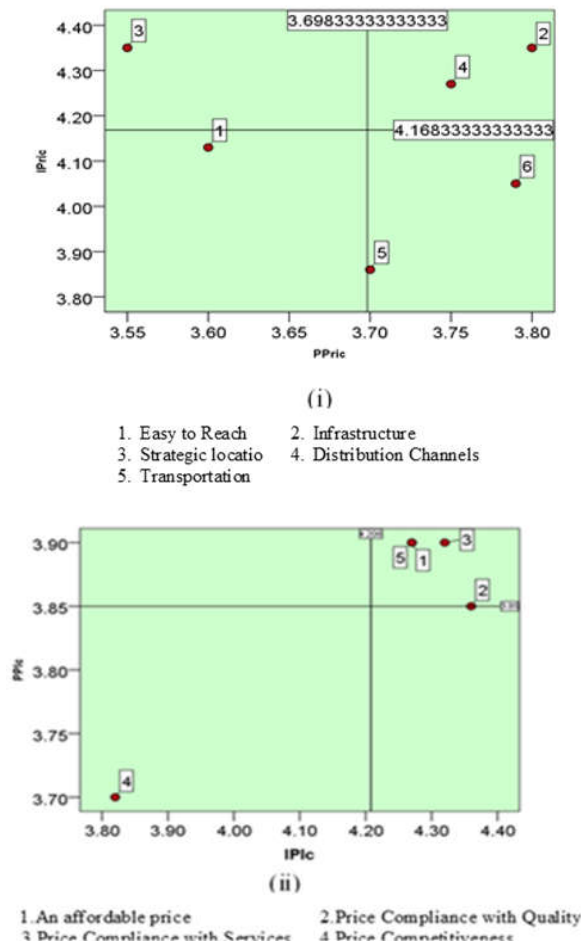 3.69833333333333
4.40
3
2
4.30
4
4.20
1
4.16833333333333
4.10
6
4.00
3.90
5
3.80
IPric
3.55 3.60 3.65 3.70 3.75 3.80
PPric
(i)
1. Easy to Reach 2. Infrastructure
3. Strategic locatio 4. Distribution Channels
5. Transportation
3.90
3
5 1
2
3.85
3.80
3.75
4
3.70
PPlc
3.80 3.90 4.00 4.10 4.20 4.30 4.40
IPlc
(ii)
1.An affordable price 2.Price Compliance with Quality
3.Price Compliance with Services 4.Price Competitiveness